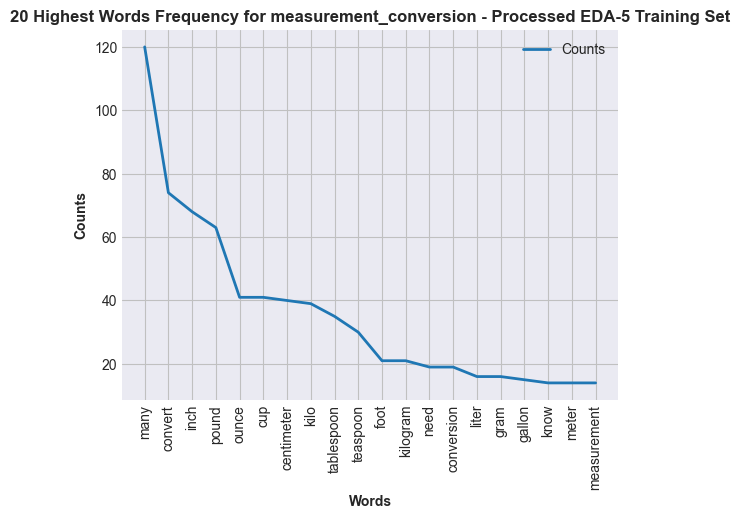 20 Highest Words Frequency for measurement_conversion - Processed EDA-5 Training Set
Counts
120
100
80
60
40
20
Counts
many
convert
inch
pound
ounce
cup
centimeter
kilo
tablespoon
teaspoon
foot
kilogram
need
conversion
liter
gram
gallon
know
meter
measurement
Words